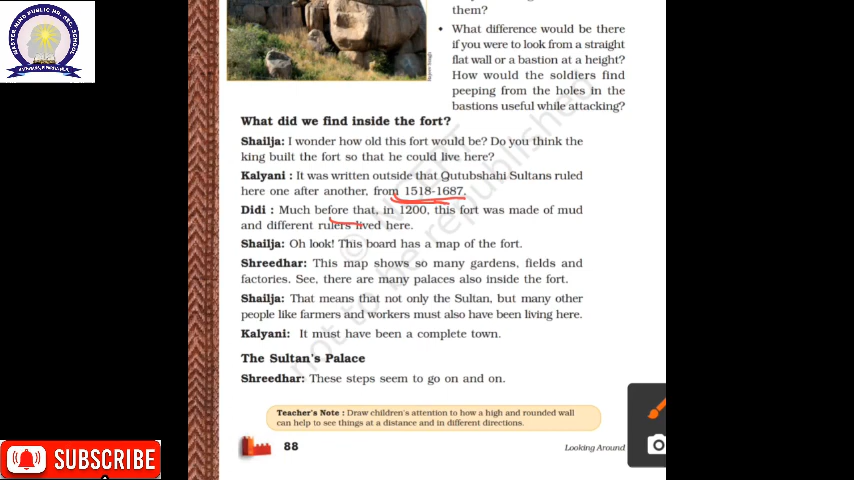 them?
• What difference would be there
if you were to look from a straight
flat wall or a bastion at a height?
How would the soldiers find
peeping from the holes in the
bastions useful while attacking?
What did we find inside the fort?
Shailja: I wonder how old this fort would be? Do you think the
king built the fort so that he could live here?
Kalyani : It was written outside that Qutubshahi Sultans ruled
here one after another, from 1518-1687.
Didi : Much before that, in 1200, this fort was made of mud
and different rulers lived here.
Shailja: Oh look! This board has a map of the fort.
Shreedhar: This map shows so many gardens, fields and
factories. See, there are many palaces also inside the fort.
Shailja: That means that not only the Sultan, but many other
people like farmers and workers must also have been living here.
Kalyani: It must have been a complete town.
The Sultan's Palace
Shreedhar: These steps seem to go on and on.
Teacher's Note : Draw children's attention to how a high and rounded wall
can help to see things at a distance and in different directions.
88
Looking Around
© NCERT
not to be republished
SUBSCRIBE